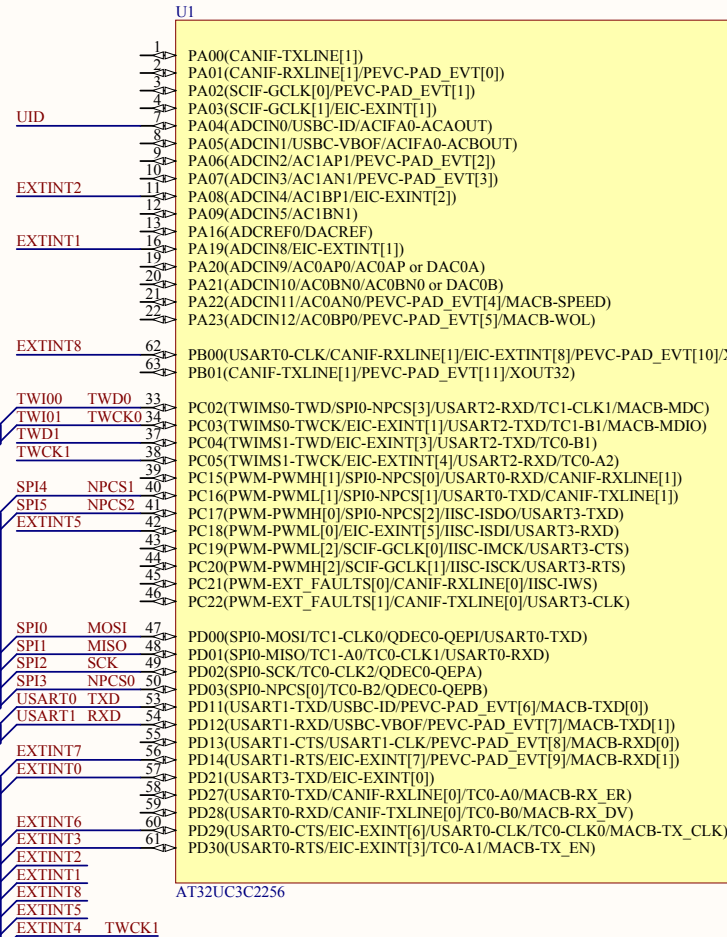 U1
1 PA00(CANIF-TXLINE[1])
2 PA01(CANIF-RXLINE[1]/PEVC-PAD_EVT[0])
3 PA02(SCIF-GCLK[0]/PEVC-PAD_EVT[1])
4 PA03(SCIF-GCLK[1]/EIC-EXINT[1])
UID 7 PA04(ADCIN0/USBC-ID/ACIFA0-ACAOUT)
8 PA05(ADCIN1/USBC-VBOF/ACIFA0-ACBOUT)
9 PA06(ADCIN2/AC1AP1/PEVC-PAD_EVT[2])
10 PA07(ADCIN3/AC1AN1/PEVC-PAD_EVT[3])
EXTINT2 11 PA08(ADCIN4/AC1BP1/EIC-EXINT[2])
12 PA09(ADCIN5/AC1BN1)
13 PA16(ADCREF0/DACREF)
EXTINT1 16 PA19(ADCIN8/EIC-EXTINT[1])
19 PA20(ADCIN9/AC0AP0/AC0AP or DAC0A)
20 PA21(ADCIN10/AC0BN0/AC0BN0 or DAC0B)
21 PA22(ADCIN11/AC0AN0/PEVC-PAD_EVT[4]/MACB-SPEED)
22 PA23(ADCIN12/AC0BP0/PEVC-PAD_EVT[5]/MACB-WOL)
EXTINT8 62 PB00(USART0-CLK/CANIF-RXLINE[1]/EIC-EXTINT[8]/PEVC-PAD_EVT[10]/X
63 PB01(CANIF-TXLINE[1]/PEVC-PAD_EVT[11]/XOUT32)
TWI00 TWD0 33 PC02(TWIMS0-TWD/SPI0-NPCS[3]/USART2-RXD/TC1-CLK1/MACB-MDC)
TWI01 TWCK0 34 PC03(TWIMS0-TWCK/EIC-EXINT[1]/USART2-TXD/TC1-B1/MACB-MDIO)
TWD1 37 PC04(TWIMS1-TWD/EIC-EXINT[3]/USART2-TXD/TC0-B1)
TWCK1 38 PC05(TWIMS1-TWCK/EIC-EXTINT[4]/USART2-RXD/TC0-A2)
39 PC15(PWM-PWMH[1]/SPI0-NPCS[0]/USART0-RXD/CANIF-RXLINE[1])
SPI4 NPCS1 40 PC16(PWM-PWML[1]/SPI0-NPCS[1]/USART0-TXD/CANIF-TXLINE[1])
SPI5 NPCS2 41 PC17(PWM-PWMH[0]/SPI0-NPCS[2]/IISC-ISDO/USART3-TXD)
EXTINT5 42 PC18(PWM-PWML[0]/EIC-EXINT[5]/IISC-ISDI/USART3-RXD)
43 PC19(PWM-PWML[2]/SCIF-GCLK[0]/IISC-IMCK/USART3-CTS)
44 PC20(PWM-PWMH[2]/SCIF-GCLK[1]/IISC-ISCK/USART3-RTS)
45 PC21(PWM-EXT_FAULTS[0]/CANIF-RXLINE[0]/IISC-IWS)
46 PC22(PWM-EXT_FAULTS[1]/CANIF-TXLINE[0]/USART3-CLK)
SPI0 MOSI 47 PD00(SPI0-MOSI/TC1-CLK0/QDEC0-QEPI/USART0-TXD)
SPI1 MISO 48 PD01(SPI0-MISO/TC1-A0/TC0-CLK1/USART0-RXD)
SPI2 SCK 49 PD02(SPI0-SCK/TC0-CLK2/QDEC0-QEPA)
SPI3 NPCS0 50 PD03(SPI0-NPCS[0]/TC0-B2/QDEC0-QEPB)
USART0 TXD 53 PD11(USART1-TXD/USBC-ID/PEVC-PAD_EVT[6]/MACB-TXD[0])
USART1 RXD 54 PD12(USART1-RXD/USBC-VBOF/PEVC-PAD_EVT[7]/MACB-TXD[1])
55 PD13(USART1-CTS/USART1-CLK/PEVC-PAD_EVT[8]/MACB-RXD[0])
EXTINT7 56 PD14(USART1-RTS/EIC-EXINT[7]/PEVC-PAD_EVT[9]/MACB-RXD[1])
EXTINT0 57 PD21(USART3-TXD/EIC-EXINT[0])
58 PD27(USART0-TXD/CANIF-RXLINE[0]/TC0-A0/MACB-RX_ER)
59 PD28(USART0-RXD/CANIF-TXLINE[0]/TC0-B0/MACB-RX_DV)
EXTINT6 60 PD29(USART0-CTS/EIC-EXINT[6]/USART0-CLK/TC0-CLK0/MACB-TX_CLK)
EXTINT3 61 PD30(USART0-RTS/EIC-EXINT[3]/TC0-A1/MACB-TX_EN)
EXTINT2
EXTINT1
EXTINT8
EXTINT5
EXTINT4 TWCK1
AT32UC3C2256